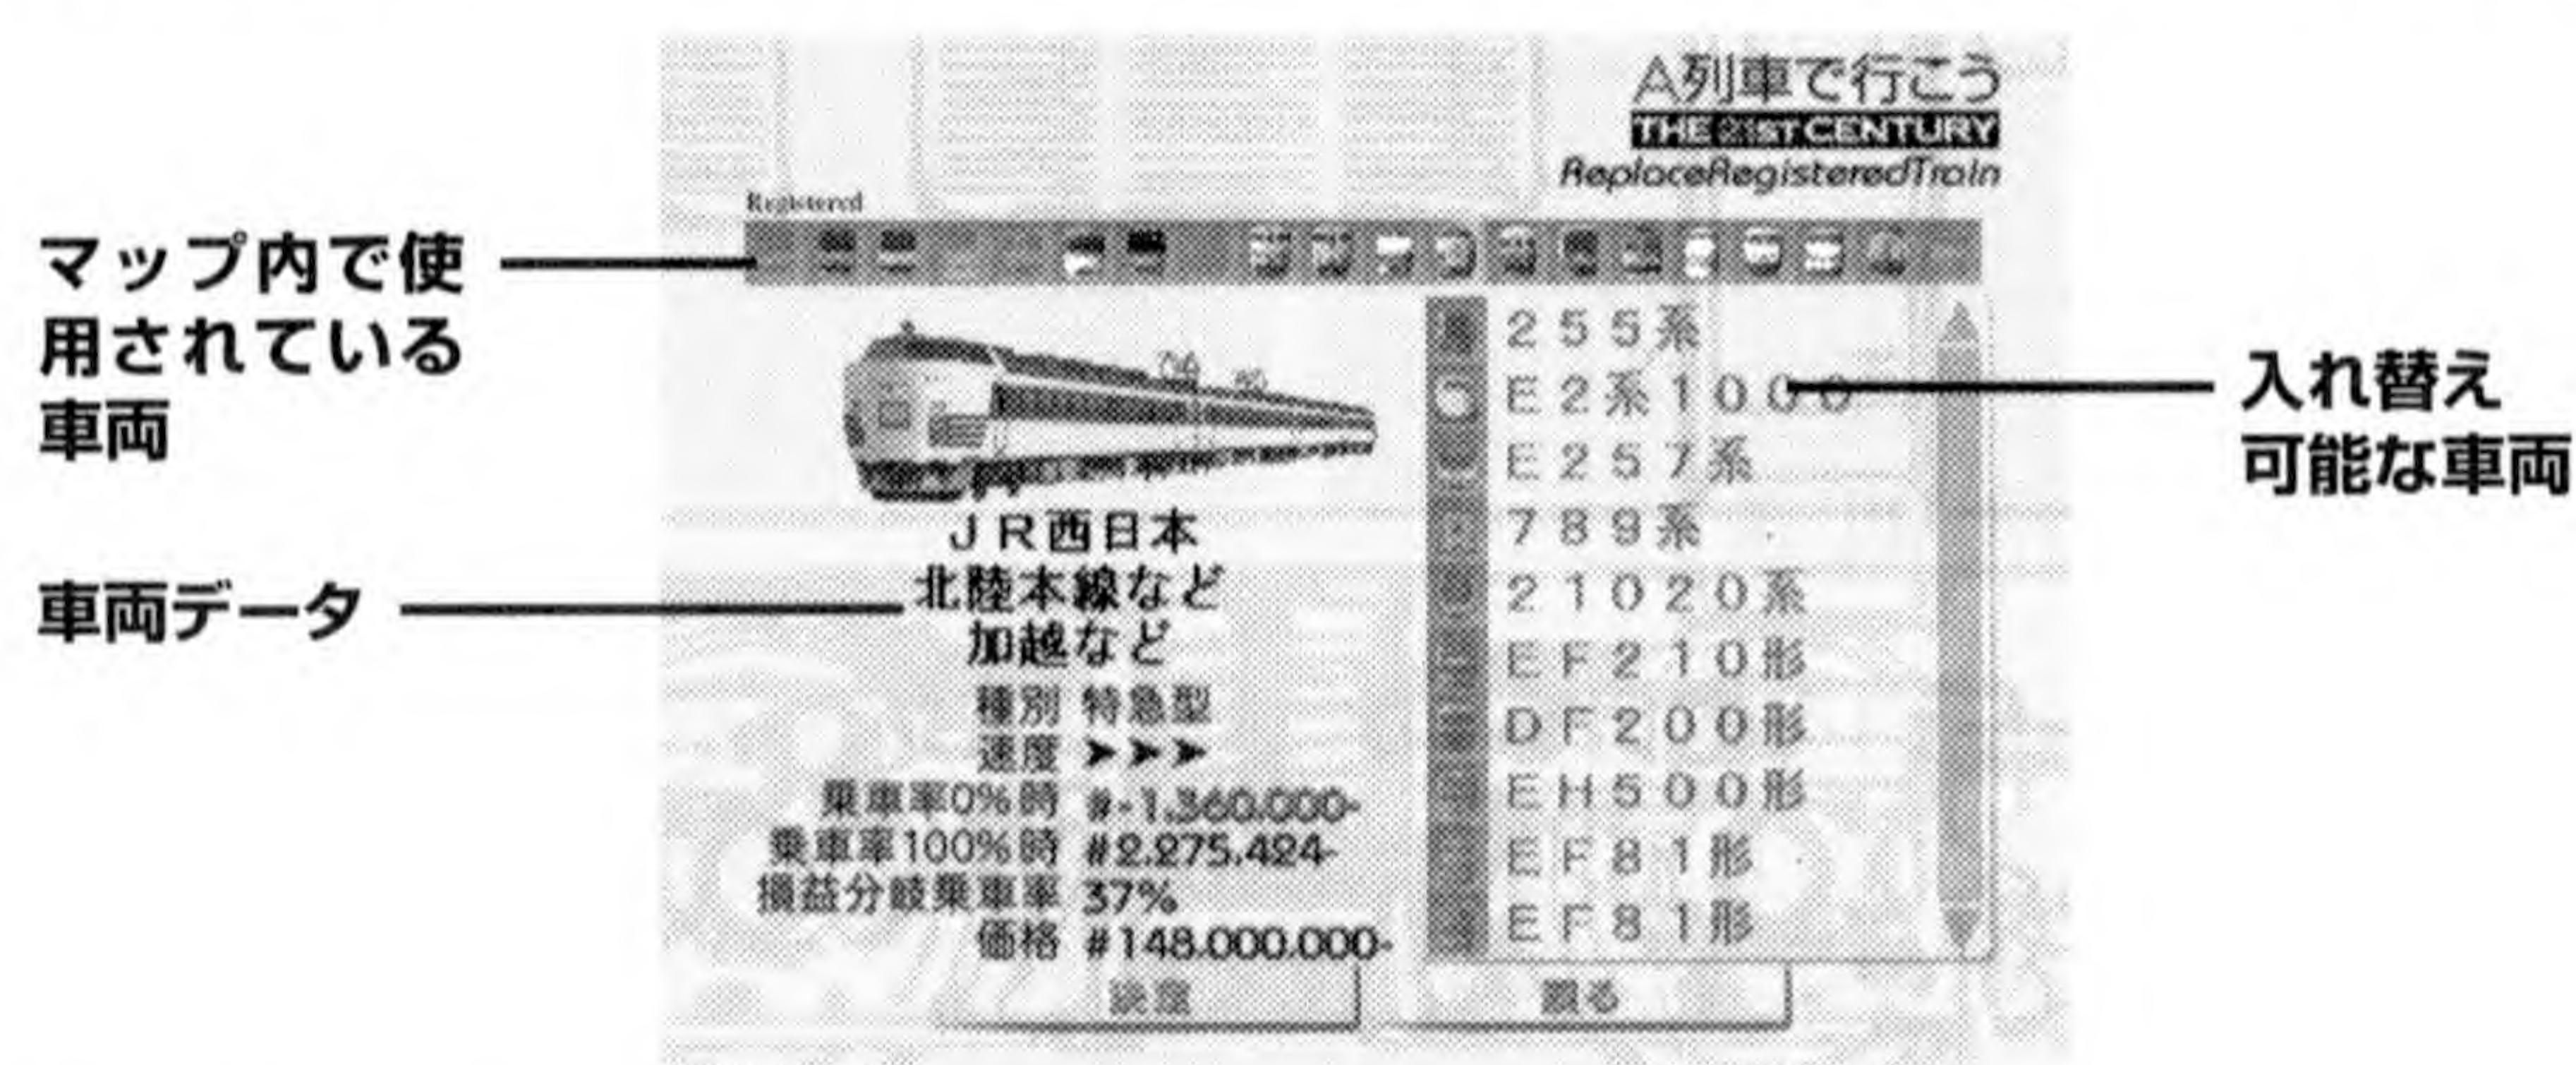 A列車で行こう
THE 21ST CENTURY
ReplaceRegisteredTrain
Registered
マップ内で使
用されている
車両
車両データ
JR西日本
北陸本線など
加越など
種別 特急型
速度 ➤➤➤
乗車率0%時 #-1.360.000-
乗車率100%時 #2.275.424-
損益分岐乗車率 37%
価格 #148.000.000-
決定
255系
E2系1000
E257系
789系
21020系
EF210形
DF200形
EH500形
EF81形
EF81形
戻る
入れ替え
可能な車両